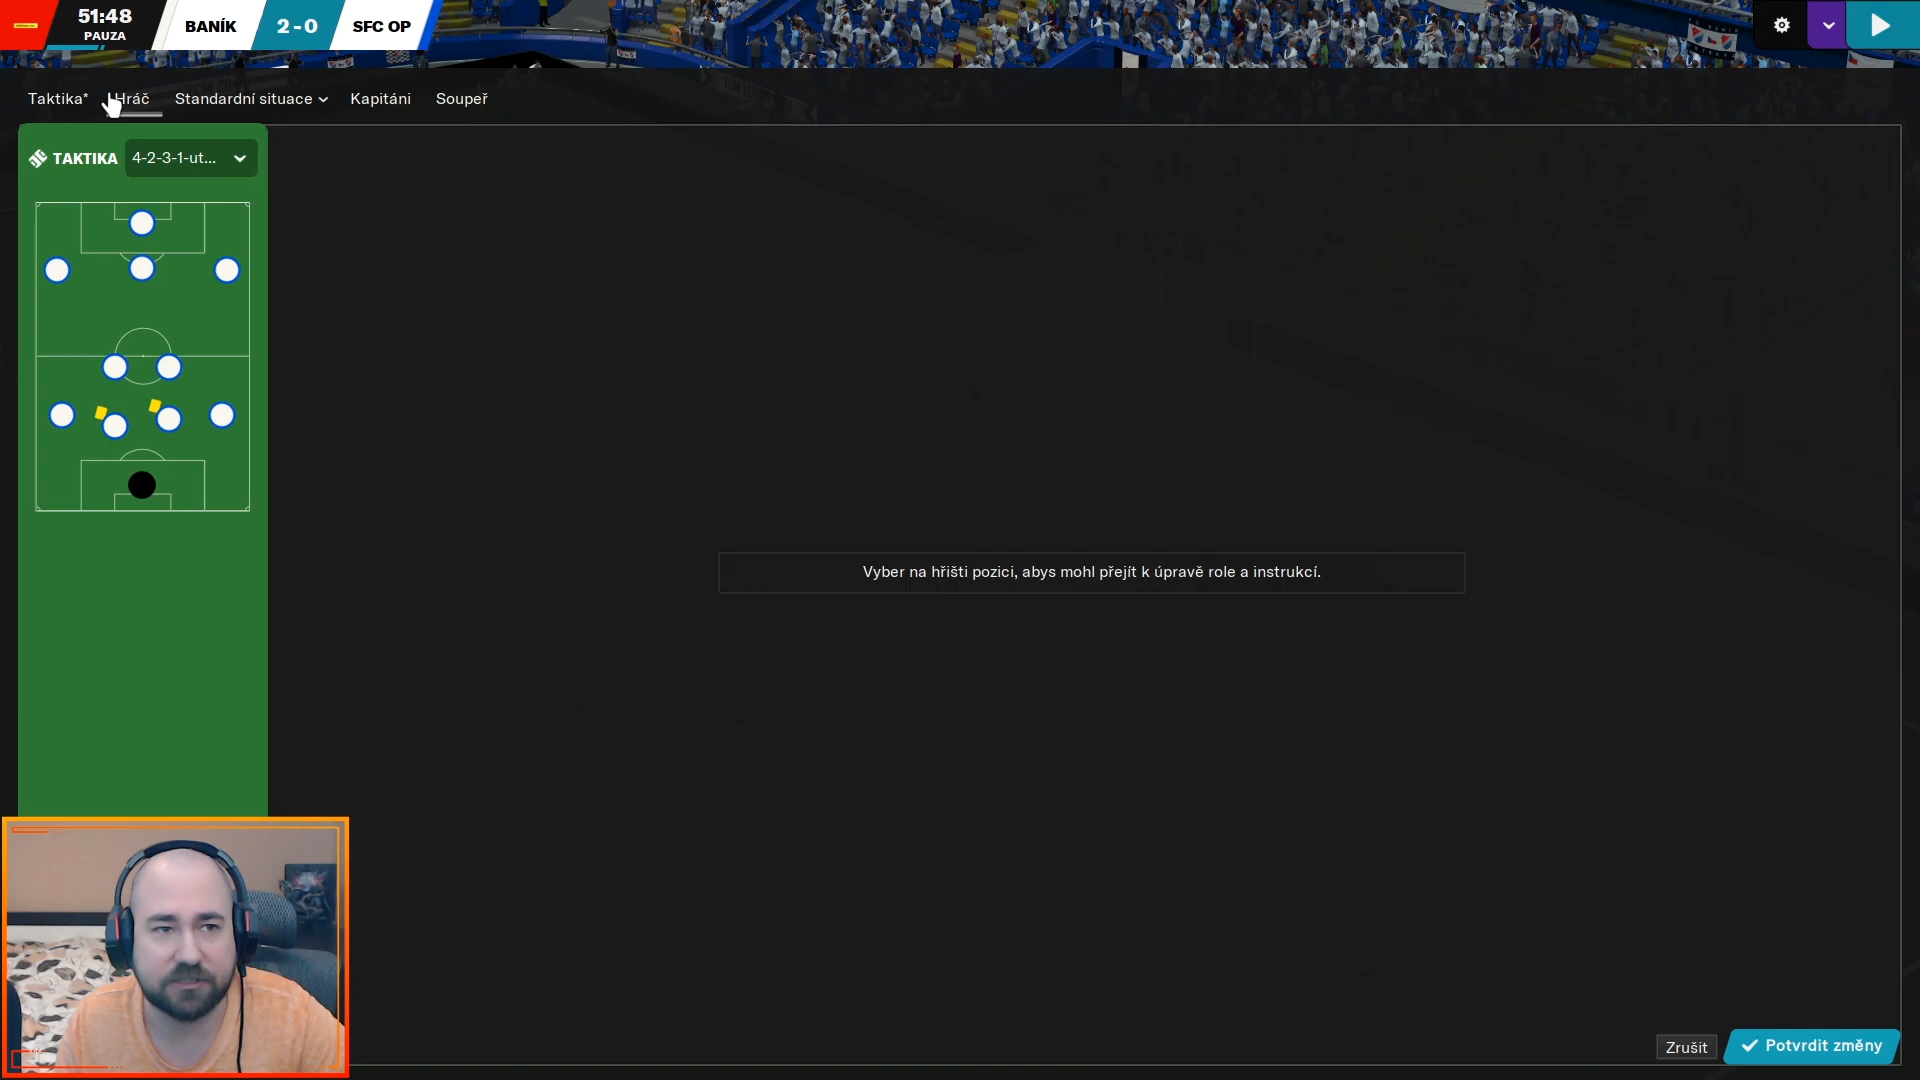 51:48
PAUZA
BANÍK
2 - 0
SFC OP
Taktika*
Hráč
Standardní situace
Kapitáni
Soupeř
TAKTIKA
4-2-3-1-ut...
Vyber na hřišti pozici, abys mohl přejít k úpravě role a instrukcí.
Zrušit
Potvrdit změny